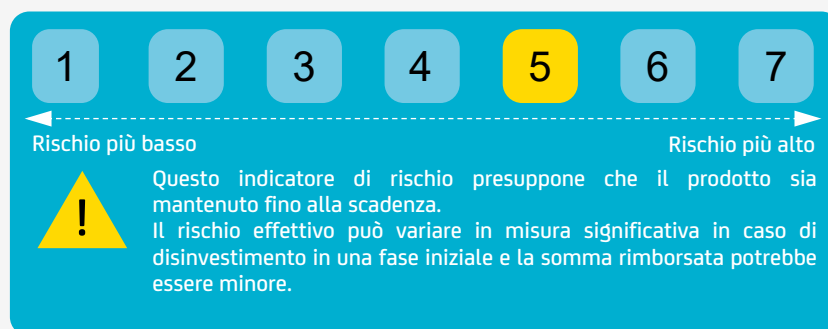 1 2 3 4 5 6 7
Rischio più basso Rischio più alto
! Questo indicatore di rischio presuppone che il prodotto sia
mantenuto fino alla scadenza.
Il rischio effettivo può variare in misura significativa in caso di
disinvestimento in una fase iniziale e la somma rimborsata potrebbe
essere minore.